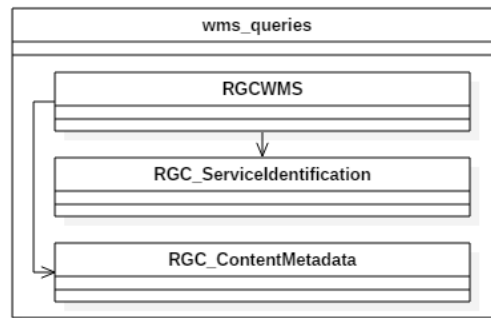 wms_queries
RGCWMS
RGC_ServiceIdentification
RGC_ContentMetadata